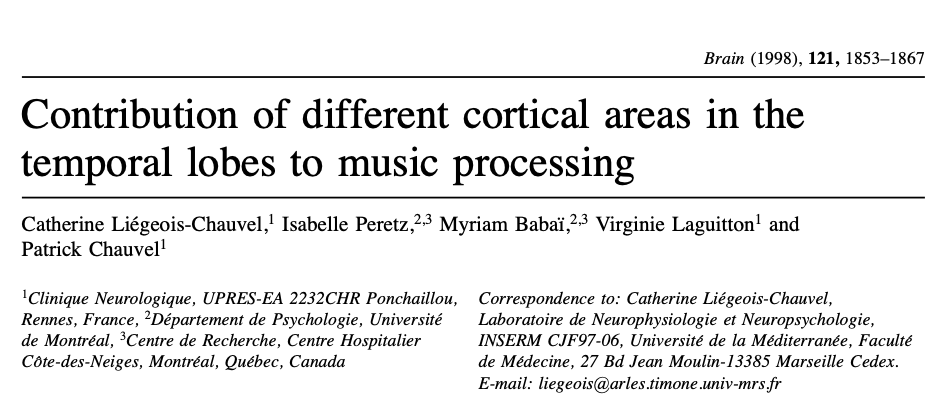 Brain (1998), 121, 1853–1867
Contribution of different cortical areas in the
temporal lobes to music processing
Catherine Liégeois-Chauvel,¹ Isabelle Peretz,²,³ Myriam Babaï,²,³ Virginie Laguitton¹ and
Patrick Chauvel¹
¹Clinique Neurologique, UPRES-EA 2232CHR Ponchaillou,
Rennes, France, ²Département de Psychologie, Université
de Montréal, ³Centre de Recherche, Centre Hospitalier
Côte-des-Neiges, Montréal, Québec, Canada
Correspondence to: Catherine Liégeois-Chauvel,
Laboratoire de Neurophysiologie et Neuropsychologie,
INSERM CJF97-06, Université de la Méditerranée, Faculté
de Médecine, 27 Bd Jean Moulin-13385 Marseille Cedex.
E-mail: liegeois@arles.timone.univ-mrs.fr